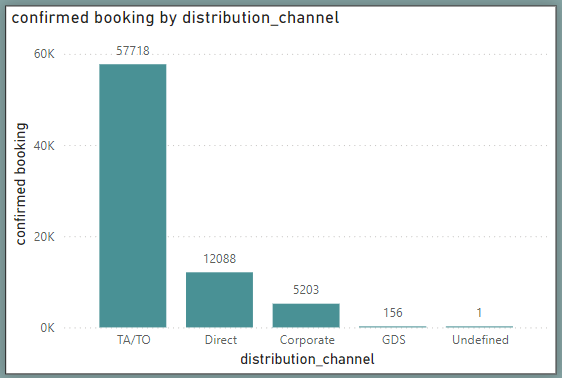 confirmed booking by distribution_channel
confirmed booking
60K
40K
20K
0K
57718
12088
5203
156
1
TA/TO
Direct
Corporate
GDS
Undefined
distribution_channel